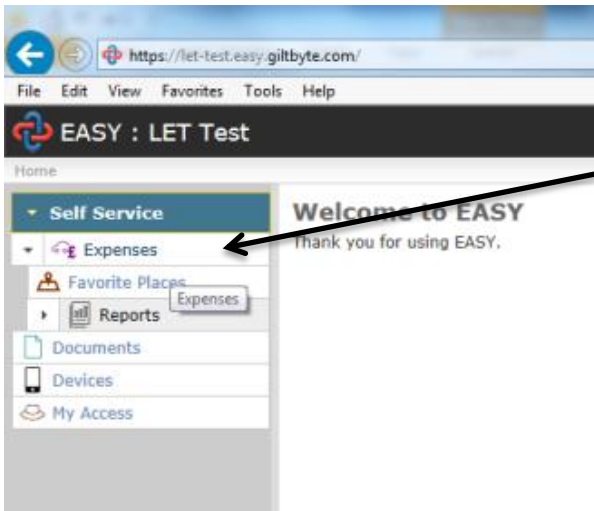 https://let-test.easy.giltbyte.com/
File Edit View Favorites Tools Help
EASY : LET Test
Home
Self Service
Welcome to EASY
Expenses
Thank you for using EASY.
Favorite Places
Expenses
Reports
Documents
Devices
My Access